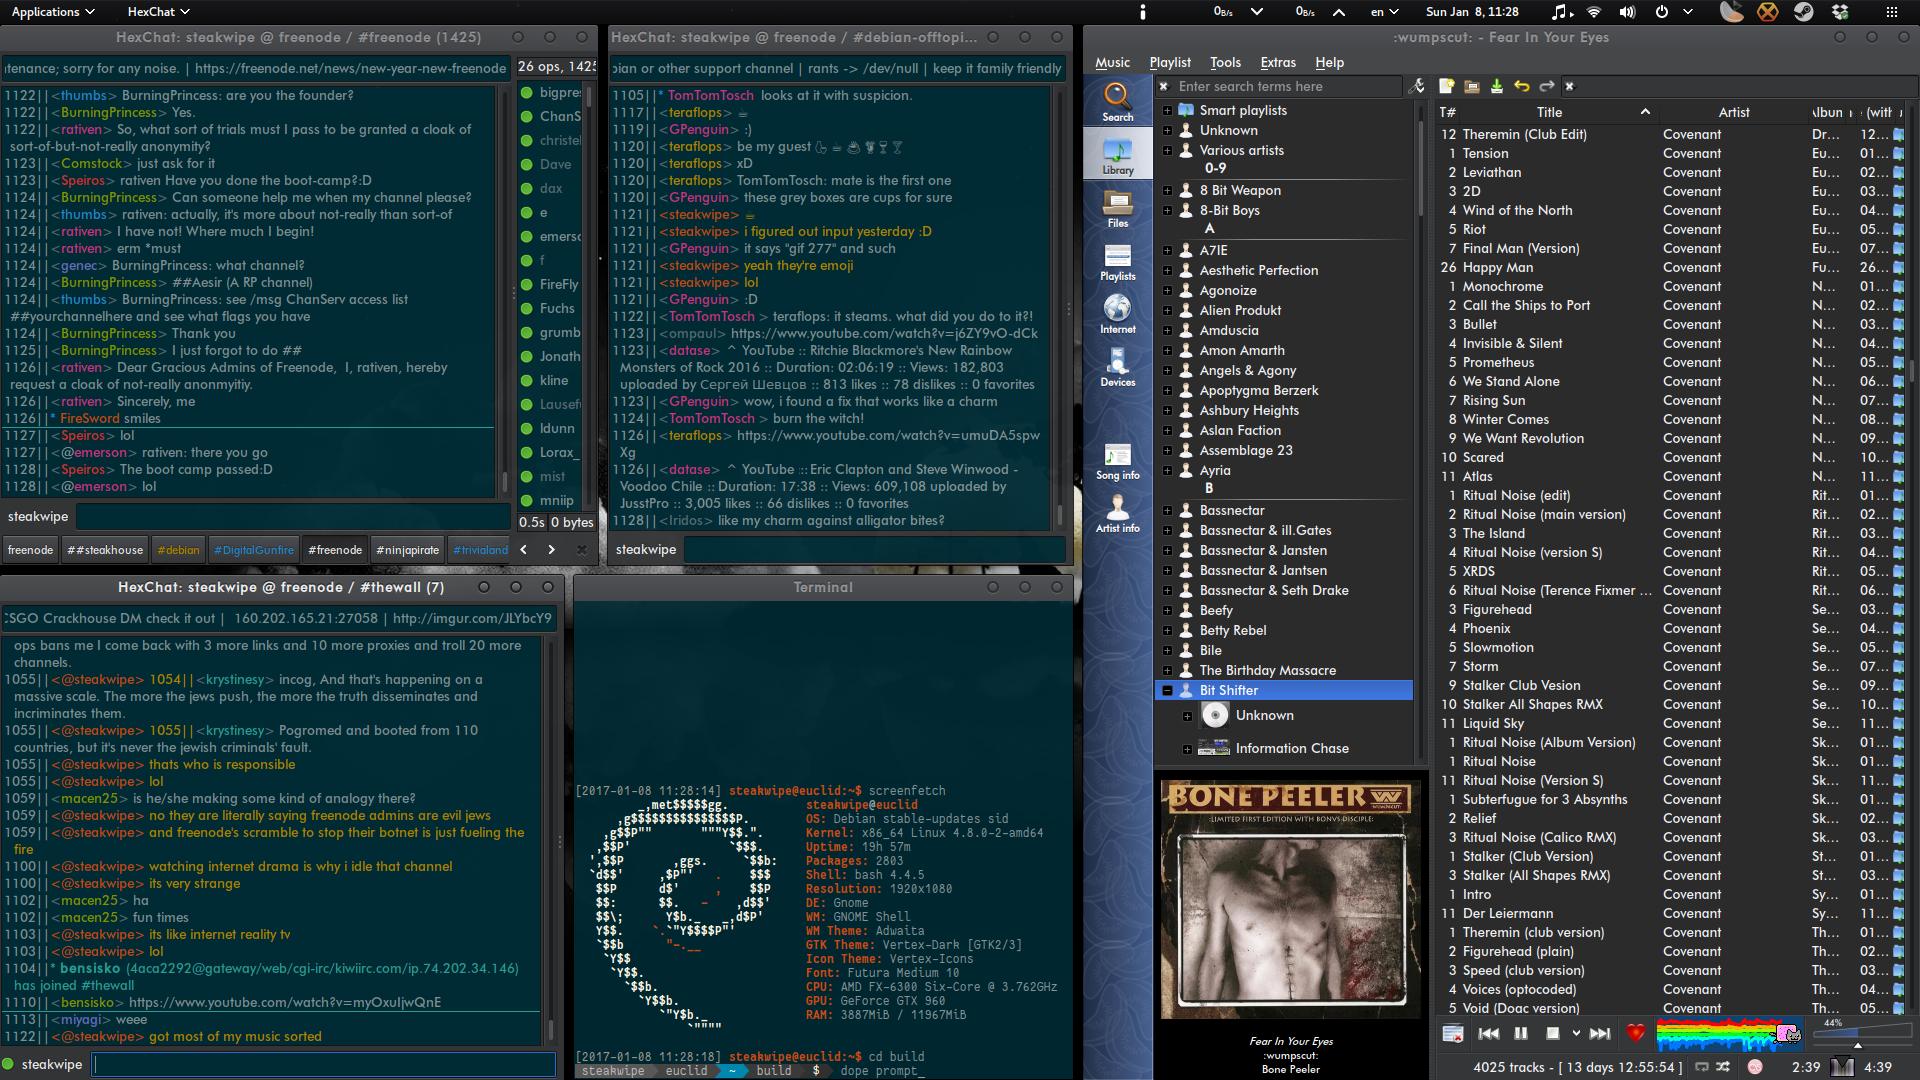 Applications HexChat 0B/s 0B/s en Sun Jan 8, 11:28
HexChat: steakwipe @ freenode / #freenode (1425)
ntenance; sorry for any noise. | https://freenode.net/news/new-year-new-freenode 26 ops, 1425
1122||<thumbs> BurningPrincess: are you the founder?
1122||<BurningPrincess> Yes.
1122||<rativen> So, what sort of trials must I pass to be granted a cloak of
sort-of-but-not-really anonymity?
1123||<Comstock> just ask for it
1123||<Speiros> rativen Have you done the boot-camp?:D
1124||<BurningPrincess> Can someone help me when my channel please?
1124||<thumbs> rativen: actually, it's more about not-really than sort-of
1124||<rativen> I have not! Where much I begin!
1124||<rativen> erm *must
1124||<genec> BurningPrincess: what channel?
1124||<BurningPrincess> ##Aesir (A RP channel)
1124||<thumbs> BurningPrincess: see /msg ChanServ access list
##yourchannelhere and see what flags you have
1124||<BurningPrincess> Thank you
1125||<BurningPrincess> I just forgot to do ##
1126||<rativen> Dear Gracious Admins of Freenode, I, rativen, hereby
request a cloak of not-really anonmyitiy.
1126||<rativen> Sincerely, me
1126||* FireSword smiles
1127||<Speiros> lol
1127||<@emerson> rativen: there you go
1128||<Speiros> The boot camp passed:D
1128||<@emerson> lol
bigpres
ChanS
christel
Dave
dax
e
emerso
f
FireFly
Fuchs
grumb
Jonath
kline
Lausefu
ldunn
Lorax_
mist
mniip
steakwipe 0.5s 0 bytes
freenode ##steakhouse #debian #DigitalGunfire #freenode #ninjapirate #trivialand
HexChat: steakwipe @ freenode / #debian-offtopi...
bian or other support channel | rants -> /dev/null | keep it family friendly
1105||* TomTomTosch looks at it with suspicion.
1117||<teraflops> ☕
1119||<GPenguin> :)
1120||<teraflops> be my guest
1120||<teraflops> xD
1120||<teraflops> TomTomTosch: mate is the first one
1120||<GPenguin> these grey boxes are cups for sure
1121||<steakwipe> ☕
1121||<steakwipe> i figured out input yesterday :D
1121||<GPenguin> it says "gif 277" and such
1121||<steakwipe> yeah they're emoji
1121||<steakwipe> lol
1121||<GPenguin> :D
1122||<TomTomTosch > teraflops: it steams. what did you do to it?!
1123||<ompaul> https://www.youtube.com/watch?v=j6ZY9vO-dCk
1123||<datase> ^ YouTube :: Ritchie Blackmore's New Rainbow
Monsters of Rock 2016 :: Duration: 02:06:19 :: Views: 182,803
uploaded by Сергей Шевцов :: 813 likes :: 78 dislikes :: 0 favorites
1123||<GPenguin> wow, i found a fix that works like a charm
1124||<TomTomTosch > burn the witch!
1126||<teraflops> https://www.youtube.com/watch?v=umuDA5spw
Xg
1126||<datase> ^ YouTube :: Eric Clapton and Steve Winwood -
Voodoo Chile :: Duration: 17:38 :: Views: 609,108 uploaded by
JusstPro :: 3,005 likes :: 66 dislikes :: 0 favorites
1128||<Iridos> like my charm against alligator bites?
steakwipe
HexChat: steakwipe @ freenode / #thewall (7)
CSGO Crackhouse DM check it out | 160.202.165.21:27058 | http://imgur.com/JLYbcY9
ops bans me I come back with 3 more links and 10 more proxies and troll 20 more
channels.
1055||<@steakwipe> 1054||<krystinesy> incog, And that's happening on a
massive scale. The more the jews push, the more the truth disseminates and
incriminates them.
1055||<@steakwipe> 1055||<krystinesy> Pogromed and booted from 110
countries, but it's never the jewish criminals' fault.
1055||<@steakwipe> thats who is responsible
1055||<@steakwipe> lol
1059||<macen25> is he/she making some kind of analogy there?
1059||<@steakwipe> no they are literally saying freenode admins are evil jews
1059||<@steakwipe> and freenode's scramble to stop their botnet is just fueling the
fire
1100||<@steakwipe> watching internet drama is why i idle that channel
1100||<@steakwipe> its very strange
1102||<macen25> ha
1102||<macen25> fun times
1103||<@steakwipe> its like internet reality tv
1103||<@steakwipe> lol
1104||* bensisko (4aca2292@gateway/web/cgi-irc/kiwiirc.com/ip.74.202.34.146)
has joined #thewall
1110||<bensisko> https://www.youtube.com/watch?v=myOxuljwQnE
1113||<miyagi> weee
1122||<@steakwipe> got most of my music sorted
steakwipe
Terminal
[2017-01-08 11:28:14] steakwipe@euclid:~$ screenfetch
steakwipe@euclid
OS: Debian stable-updates sid
Kernel: x86_64 Linux 4.8.0-2-amd64
Uptime: 19h 57m
Packages: 2803
Shell: bash 4.4.5
Resolution: 1920x1080
DE: Gnome
WM: GNOME Shell
WM Theme: Adwaita
GTK Theme: Vertex-Dark [GTK2/3]
Icon Theme: Vertex-Icons
Font: Futura Medium 10
CPU: AMD FX-6300 Six-Core @ 3.762GHz
GPU: GeForce GTX 960
RAM: 3887MiB / 11967MiB
[2017-01-08 11:28:18] steakwipe@euclid:~$ cd build
steakwipe euclid ~ build $ dope prompt_
:wumpscut: - Fear In Your Eyes
Music Playlist Tools Extras Help
Search
Library
Files
Playlists
Internet
Devices
Song info
Artist info
Enter search terms here
Smart playlists
Unknown
Various artists
0-9
8 Bit Weapon
8-Bit Boys
A
A7IE
Aesthetic Perfection
Agonoize
Alien Produkt
Amduscia
Amon Amarth
Angels & Agony
Apoptygma Berzerk
Ashbury Heights
Aslan Faction
Assemblage 23
Ayria
B
Bassnectar
Bassnectar & ill.Gates
Bassnectar & Jansten
Bassnectar & Jantsen
Bassnectar & Seth Drake
Beefy
Betty Rebel
Bile
The Birthday Massacre
Bit Shifter
Unknown
Information Chase
BONE PEELER
:WUMPSCUT:
:LIMITED FIRST EDITION WITH BONVS-DISCIPLE:
Fear In Your Eyes
:wumpscut:
Bone Peeler
T# Title Artist Album (with
12 Theremin (Club Edit) Covenant Dr... 12...
1 Tension Covenant Eu... 01...
2 Leviathan Covenant Eu... 02...
3 2D Covenant Eu... 03...
4 Wind of the North Covenant Eu... 04...
5 Riot Covenant Eu... 05...
7 Final Man (Version) Covenant Eu... 07...
26 Happy Man Covenant Fu... 26...
1 Monochrome Covenant N... 01...
2 Call the Ships to Port Covenant N... 02...
3 Bullet Covenant N... 03...
4 Invisible & Silent Covenant N... 04...
5 Prometheus Covenant N... 05...
6 We Stand Alone Covenant N... 06...
7 Rising Sun Covenant N... 07...
8 Winter Comes Covenant N... 08...
9 We Want Revolution Covenant N... 09...
10 Scared Covenant N... 10...
11 Atlas Covenant N... 11...
1 Ritual Noise (edit) Covenant Rit... 01...
2 Ritual Noise (main version) Covenant Rit... 02...
3 The Island Covenant Rit... 03...
4 Ritual Noise (version S) Covenant Rit... 04...
5 XRDS Covenant Rit... 05...
6 Ritual Noise (Terence Fixmer ... Covenant Rit... 06...
3 Figurehead Covenant Se... 03...
4 Phoenix Covenant Se... 04...
5 Slowmotion Covenant Se... 05...
7 Storm Covenant Se... 07...
9 Stalker Club Vesion Covenant Se... 09...
10 Stalker All Shapes RMX Covenant Se... 10...
11 Liquid Sky Covenant Se... 11...
1 Ritual Noise (Album Version) Covenant Sk... 01...
1 Ritual Noise Covenant Sk... 01...
11 Ritual Noise (Version S) Covenant Sk... 11...
1 Subterfugue for 3 Absynths Covenant Sk... 01...
2 Relief Covenant Sk... 02...
3 Ritual Noise (Calico RMX) Covenant Sk... 03...
1 Stalker (Club Version) Covenant St... 01...
3 Stalker (All Shapes RMX) Covenant St... 03...
1 Intro Covenant Sy... 01...
11 Der Leiermann Covenant Sy... 11...
1 Theremin (club version) Covenant Th... 01...
2 Figurehead (plain) Covenant Th... 02...
3 Speed (club version) Covenant Th... 03...
4 Voices (optocoded) Covenant Th... 04...
5 Void (Doac version) Covenant Th... 05...
44%
4025 tracks - [ 13 days 12:55:54 ] 2:39 4:39